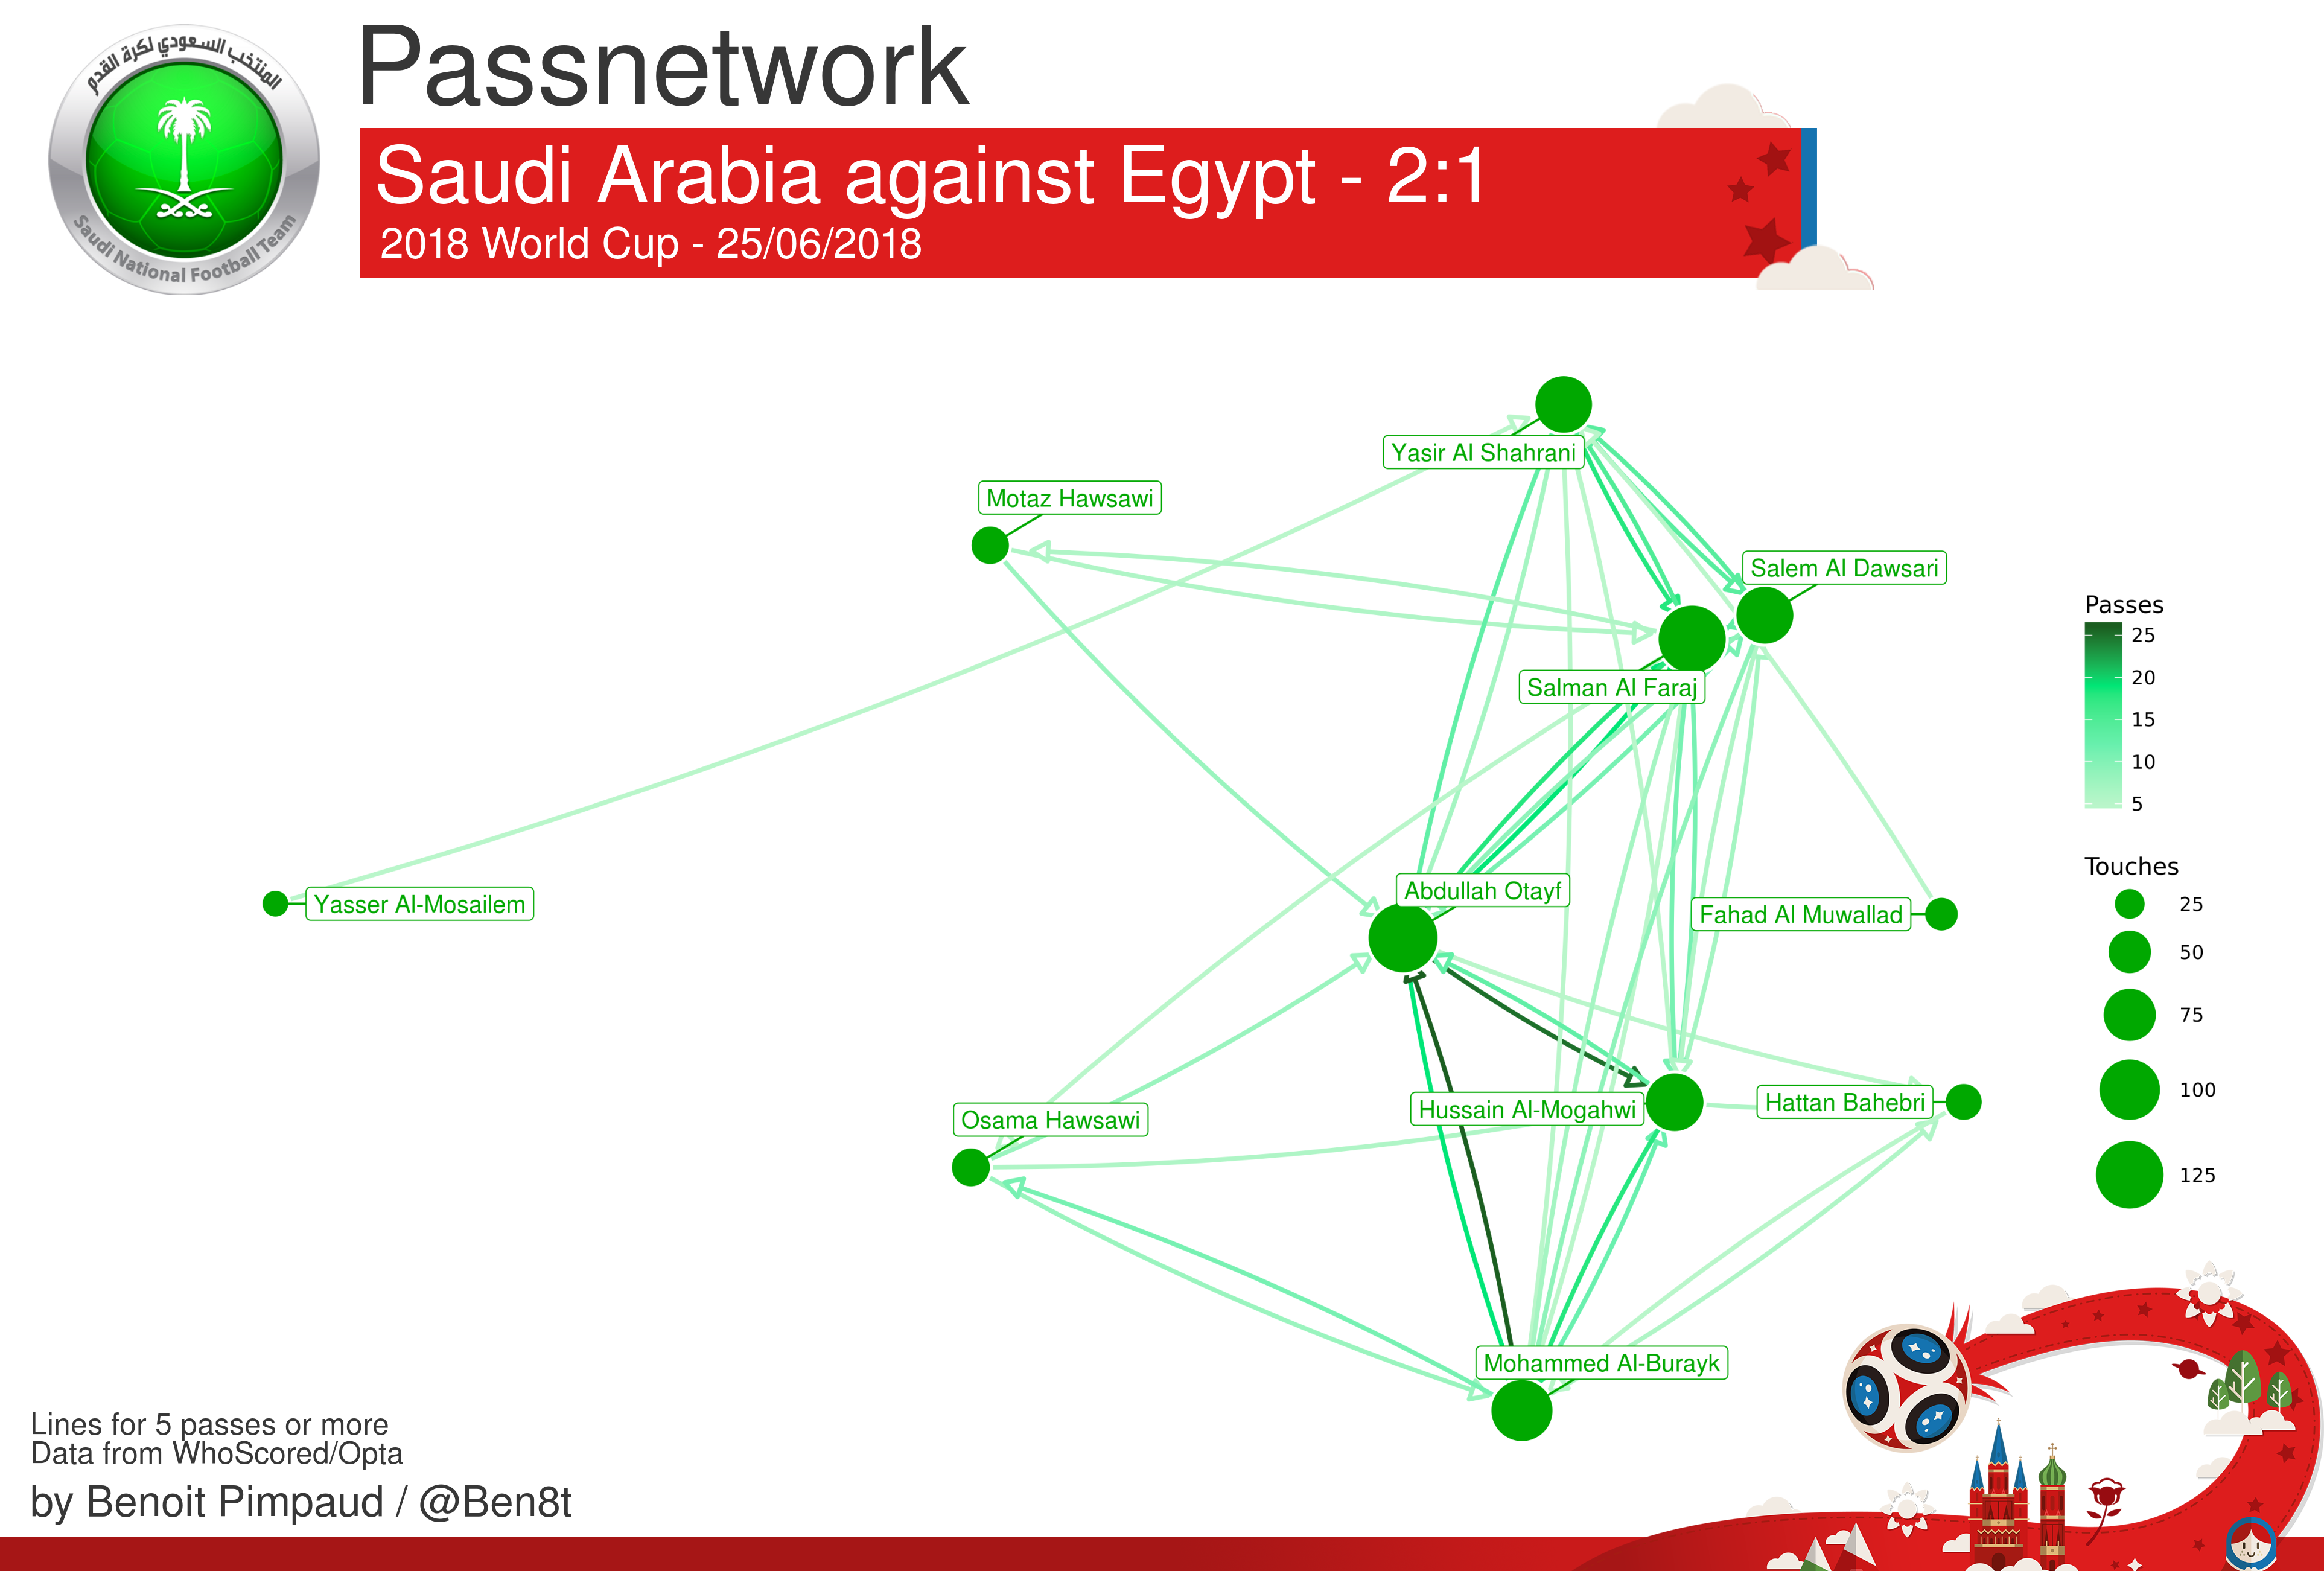 المنتخب السعودي لكرة القدم
Saudi National Football Team
Passnetwork
Saudi Arabia against Egypt - 2:1
2018 World Cup - 25/06/2018
Yasir Al Shahrani
Motaz Hawsawi
Salem Al Dawsari
Salman Al Faraj
Abdullah Otayf
Yasser Al-Mosailem
Fahad Al Muwallad
Hussain Al-Mogahwi
Hattan Bahebri
Osama Hawsawi
Mohammed Al-Burayk
Passes
25
20
15
10
5
Touches
25
50
75
100
125
Lines for 5 passes or more
Data from WhoScored/Opta
by Benoit Pimpaud / @Ben8t